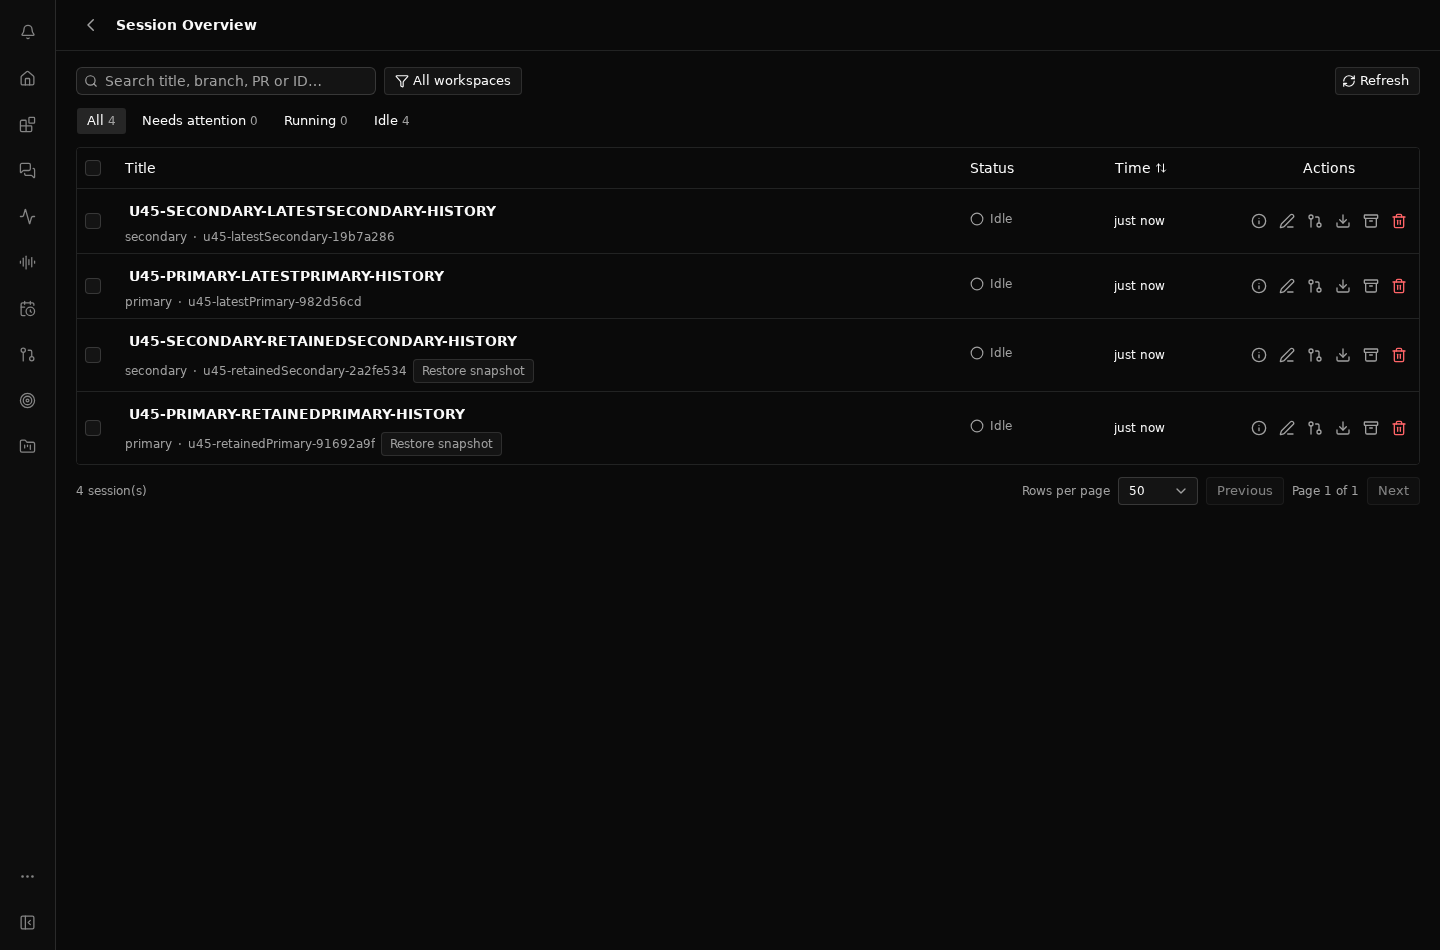 Session Overview
Search title, branch, PR or ID...
All workspaces
Refresh
All 4
Needs attention 0
Running 0
Idle 4
Title
Status
Time
Actions
U45-SECONDARY-LATESTSECONDARY-HISTORY
secondary · u45-latestSecondary-19b7a286
Idle
just now
U45-PRIMARY-LATESTPRIMARY-HISTORY
primary · u45-latestPrimary-982d56cd
Idle
just now
U45-SECONDARY-RETAINEDSECONDARY-HISTORY
secondary · u45-retainedSecondary-2a2fe534
Restore snapshot
Idle
just now
U45-PRIMARY-RETAINEDPRIMARY-HISTORY
primary · u45-retainedPrimary-91692a9f
Restore snapshot
Idle
just now
4 session(s)
Rows per page
50
Previous
Page 1 of 1
Next